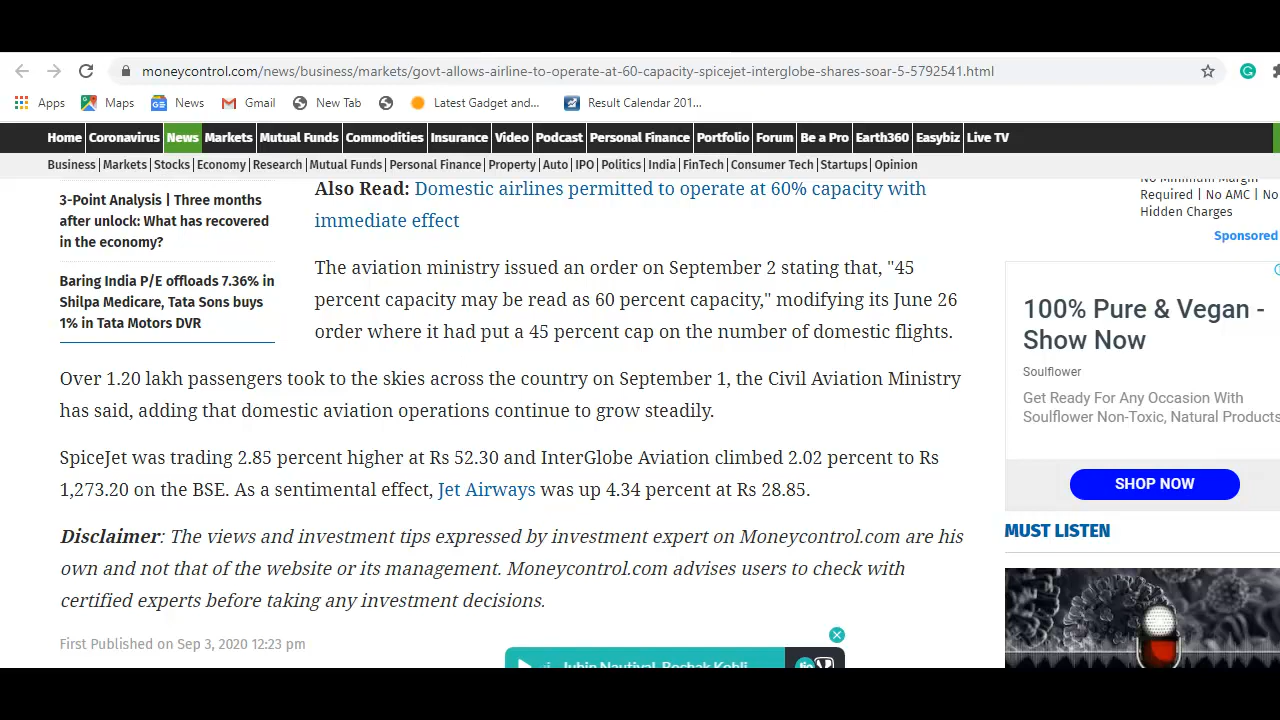 moneycontrol.com/news/business/markets/govt-allows-airline-to-operate-at-60-capacity-spicejet-interglobe-shares-soar-5-5792541.html
Apps Maps News Gmail New Tab Latest Gadget and... Result Calendar 201...
Home Coronavirus News Markets Mutual Funds Commodities Insurance Video Podcast Personal Finance Portfolio Forum Be a Pro Earth360 Easybiz Live TV
Business | Markets | Stocks | Economy | Research | Mutual Funds | Personal Finance | Property | Auto | IPO | Politics | India | FinTech | Consumer Tech | Startups | Opinion
3-Point Analysis | Three months
after unlock: What has recovered
in the economy?
Baring India P/E offloads 7.36% in
Shilpa Medicare, Tata Sons buys
1% in Tata Motors DVR
Also Read: Domestic airlines permitted to operate at 60% capacity with
immediate effect
The aviation ministry issued an order on September 2 stating that, "45
percent capacity may be read as 60 percent capacity," modifying its June 26
order where it had put a 45 percent cap on the number of domestic flights.
Over 1.20 lakh passengers took to the skies across the country on September 1, the Civil Aviation Ministry
has said, adding that domestic aviation operations continue to grow steadily.
SpiceJet was trading 2.85 percent higher at Rs 52.30 and InterGlobe Aviation climbed 2.02 percent to Rs
1,273.20 on the BSE. As a sentimental effect, Jet Airways was up 4.34 percent at Rs 28.85.
Disclaimer: The views and investment tips expressed by investment expert on Moneycontrol.com are his
own and not that of the website or its management. Moneycontrol.com advises users to check with
certified experts before taking any investment decisions.
First Published on Sep 3, 2020 12:23 pm
Jubin Nautiyal, Rochak Kohli
No Minimum Margin
Required | No AMC | No
Hidden Charges
Sponsored
100% Pure & Vegan -
Show Now
Soulflower
Get Ready For Any Occasion With
Soulflower Non-Toxic, Natural Products
SHOP NOW
MUST LISTEN